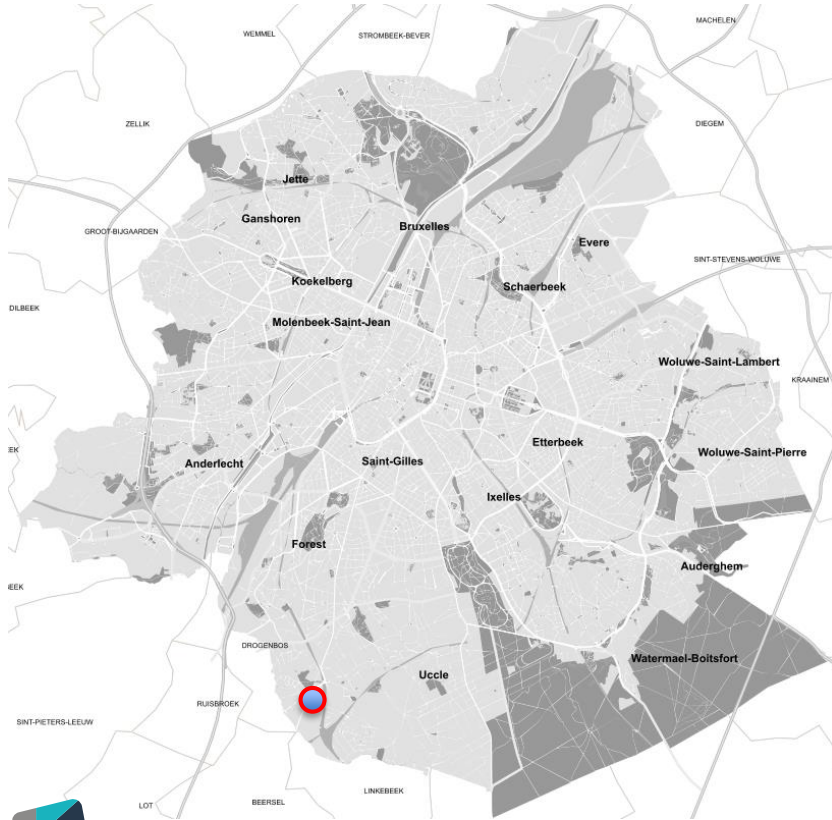 MACHELEN
WEMMEL
STROMBEEK-BEVER
ZELLIK
DIEGEM
Jette
Ganshoren
Bruxelles
GROOT-BIJGAARDEN
Evere
SINT-STEVENS-WOLUWE
Koekelberg
Schaerbeek
DILBEEK
Molenbeek-Saint-Jean
Woluwe-Saint-Lambert
KRAAINEM
Etterbeek
EEK
Woluwe-Saint-Pierre
Anderlecht
Saint-Gilles
Ixelles
Forest
Auderghem
EEK
DROGENBOS
Watermael-Boitsfort
Uccle
RUISBROEK
SINT-PIETERS-LEEUW
LINKEBEEK
BEERSEL
LOT